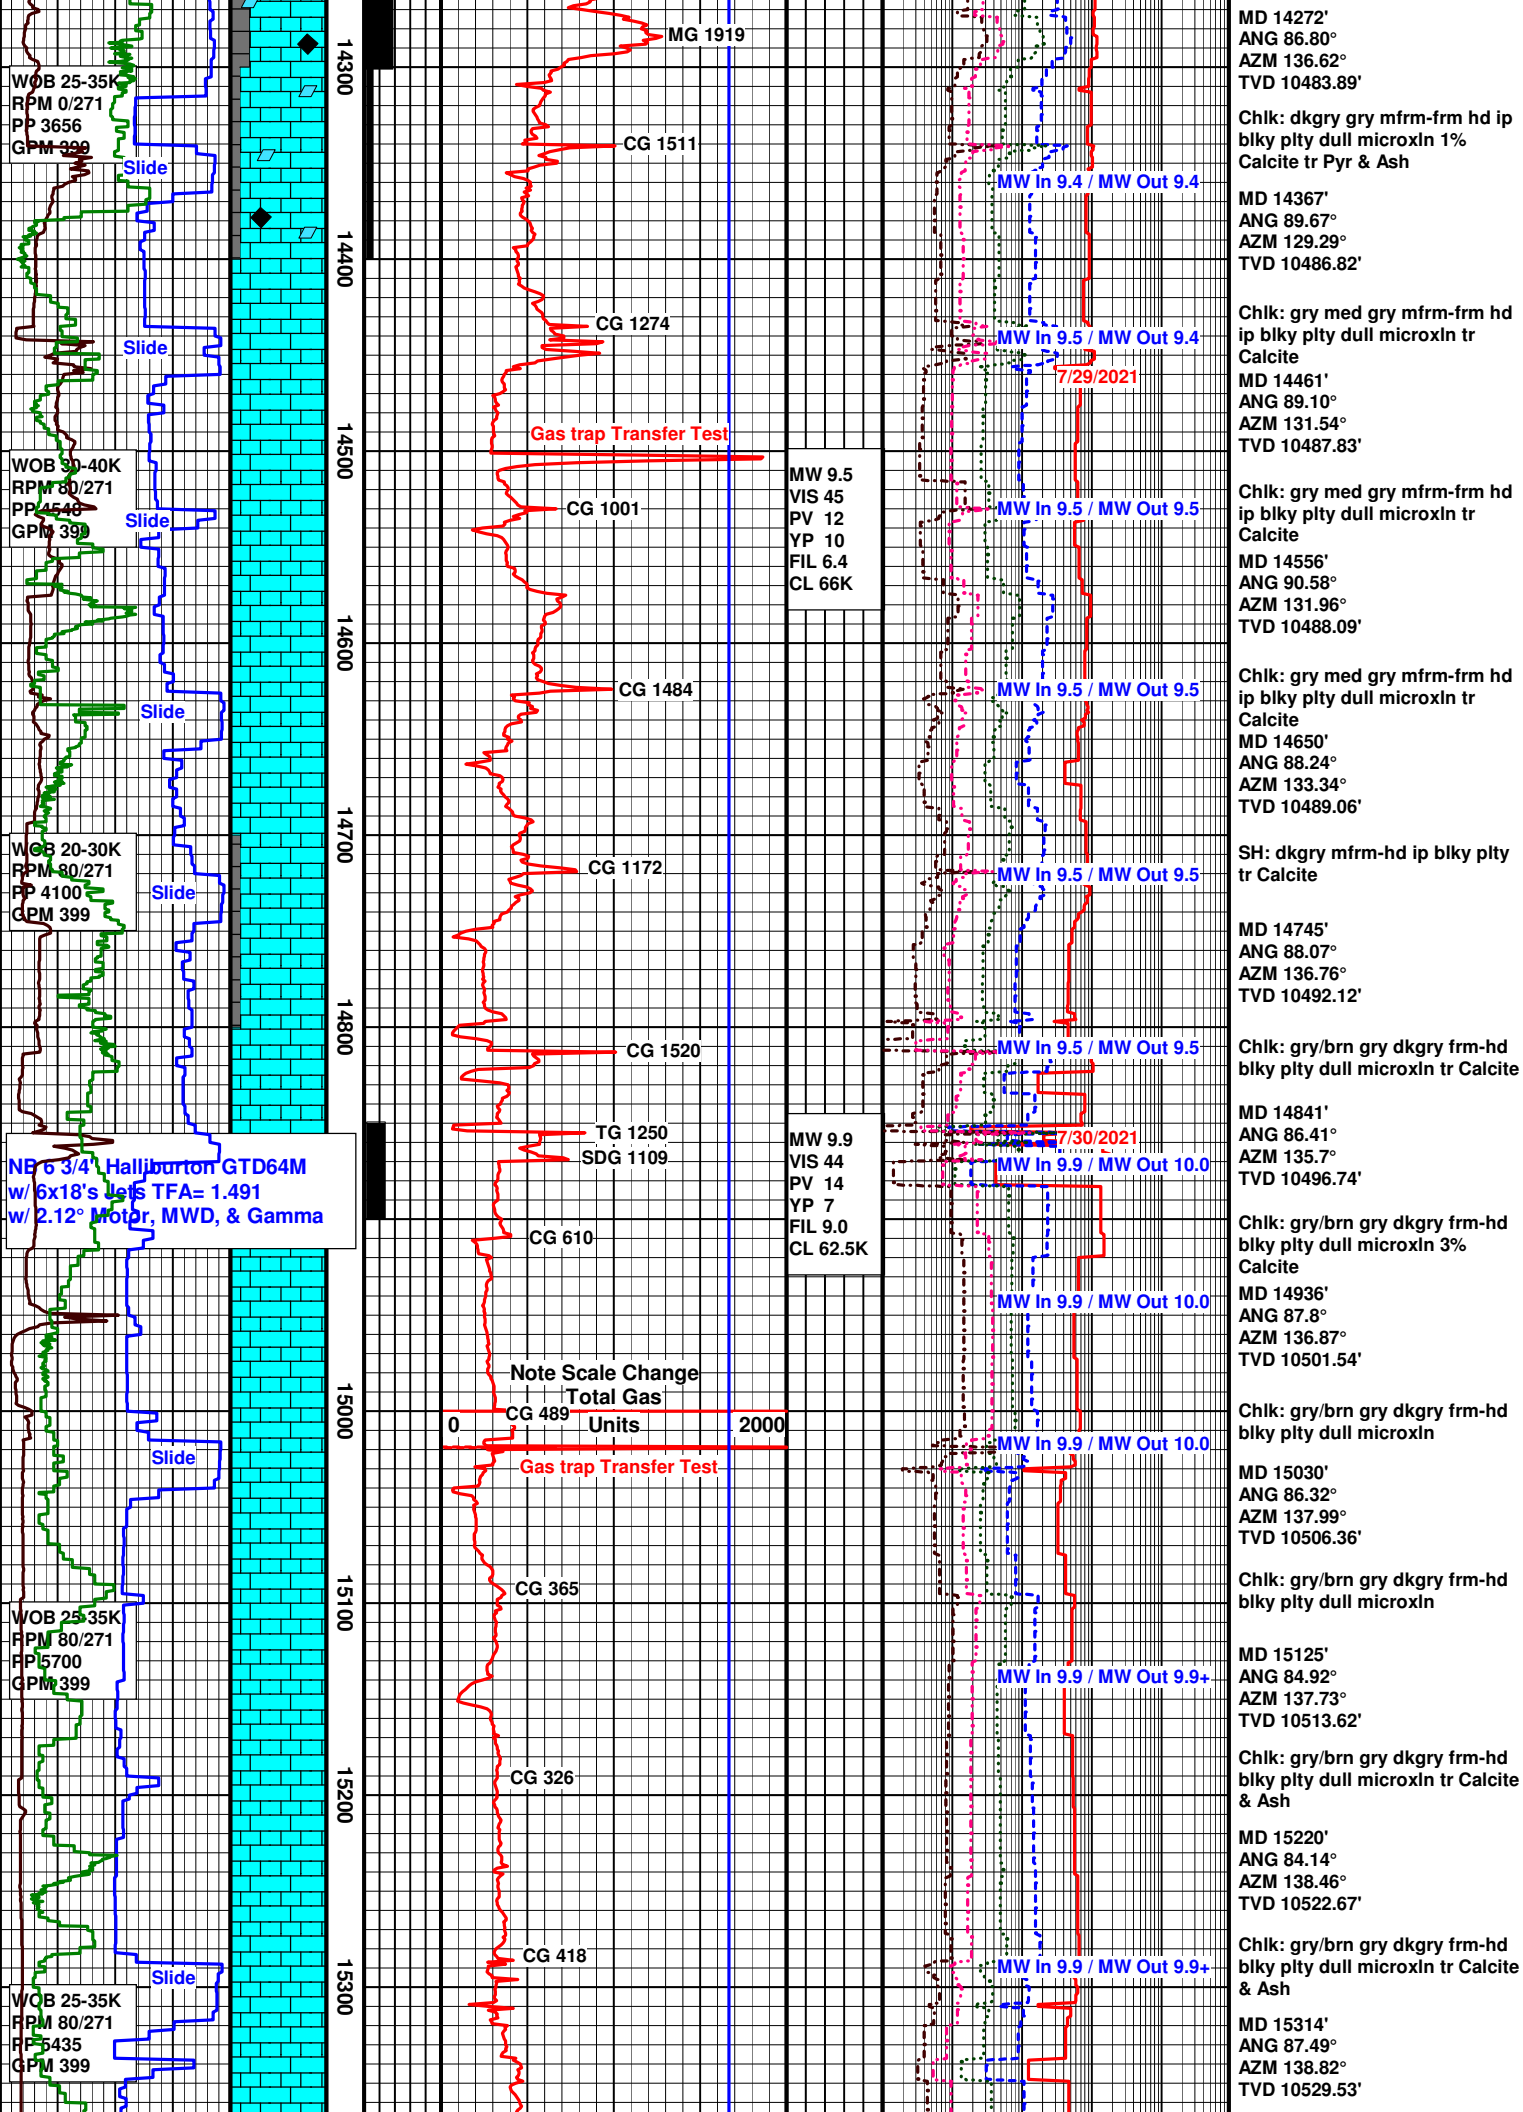 WOB 25-35K
RPM 0/271
PP 3656
GPM 399
Slide
Slide
WOB 30-40K
RPM 80/271
PP 4548
GPM 399
Slide
Slide
WOB 20-30K
RPM 80/271
PP 4100
GPM 399
Slide
NB 6 3/4" Halliburton GTD64M
w/ 6x18's Jets TFA= 1.491
w/ 2.12° Motor, MWD, & Gamma
Slide
WOB 25-35K
RPM 80/271
PP 5700
GPM 399
Slide
WOB 25-35K
RPM 80/271
PP 5435
GPM 399
14300
14400
14500
14600
14700
14800
15000
15100
15200
15300
MG 1919
CG 1511
CG 1274
Gas trap Transfer Test
CG 1001
CG 1484
CG 1172
CG 1520
TG 1250
SDG 1109
CG 610
Note Scale Change
Total Gas
CG 489
0 Units 2000
Gas trap Transfer Test
CG 365
CG 326
CG 418
MW 9.5
VIS 45
PV 12
YP 10
FIL 6.4
CL 66K
MW 9.9
VIS 44
PV 14
YP 7
FIL 9.0
CL 62.5K
MW In 9.4 / MW Out 9.4
MW In 9.5 / MW Out 9.4
7/29/2021
MW In 9.5 / MW Out 9.5
MW In 9.5 / MW Out 9.5
MW In 9.5 / MW Out 9.5
MW In 9.5 / MW Out 9.5
7/30/2021
MW In 9.9 / MW Out 10.0
MW In 9.9 / MW Out 10.0
MW In 9.9 / MW Out 10.0
MW In 9.9 / MW Out 9.9+
MW In 9.9 / MW Out 9.9+
MD 14272'
ANG 86.80°
AZM 136.62°
TVD 10483.89'
Chlk: dkgry gry mfrm-frm hd ip
blky plty dull microxln 1%
Calcite tr Pyr & Ash
MD 14367'
ANG 89.67°
AZM 129.29°
TVD 10486.82'
Chlk: gry med gry mfrm-frm hd
ip blky plty dull microxln tr
Calcite
MD 14461'
ANG 89.10°
AZM 131.54°
TVD 10487.83'
Chlk: gry med gry mfrm-frm hd
ip blky plty dull microxln tr
Calcite
MD 14556'
ANG 90.58°
AZM 131.96°
TVD 10488.09'
Chlk: gry med gry mfrm-frm hd
ip blky plty dull microxln tr
Calcite
MD 14650'
ANG 88.24°
AZM 133.34°
TVD 10489.06'
SH: dkgry mfrm-hd ip blky plty
tr Calcite
MD 14745'
ANG 88.07°
AZM 136.76°
TVD 10492.12'
Chlk: gry/brn gry dkgry frm-hd
blky plty dull microxln tr Calcite
MD 14841'
ANG 86.41°
AZM 135.7°
TVD 10496.74'
Chlk: gry/brn gry dkgry frm-hd
blky plty dull microxln 3%
Calcite
MD 14936'
ANG 87.8°
AZM 136.87°
TVD 10501.54'
Chlk: gry/brn gry dkgry frm-hd
blky plty dull microxln
MD 15030'
ANG 86.32°
AZM 137.99°
TVD 10506.36'
Chlk: gry/brn gry dkgry frm-hd
blky plty dull microxln
MD 15125'
ANG 84.92°
AZM 137.73°
TVD 10513.62'
Chlk: gry/brn gry dkgry frm-hd
blky plty dull microxln tr Calcite
& Ash
MD 15220'
ANG 84.14°
AZM 138.46°
TVD 10522.67'
Chlk: gry/brn gry dkgry frm-hd
blky plty dull microxln tr Calcite
& Ash
MD 15314'
ANG 87.49°
AZM 138.82°
TVD 10529.53'